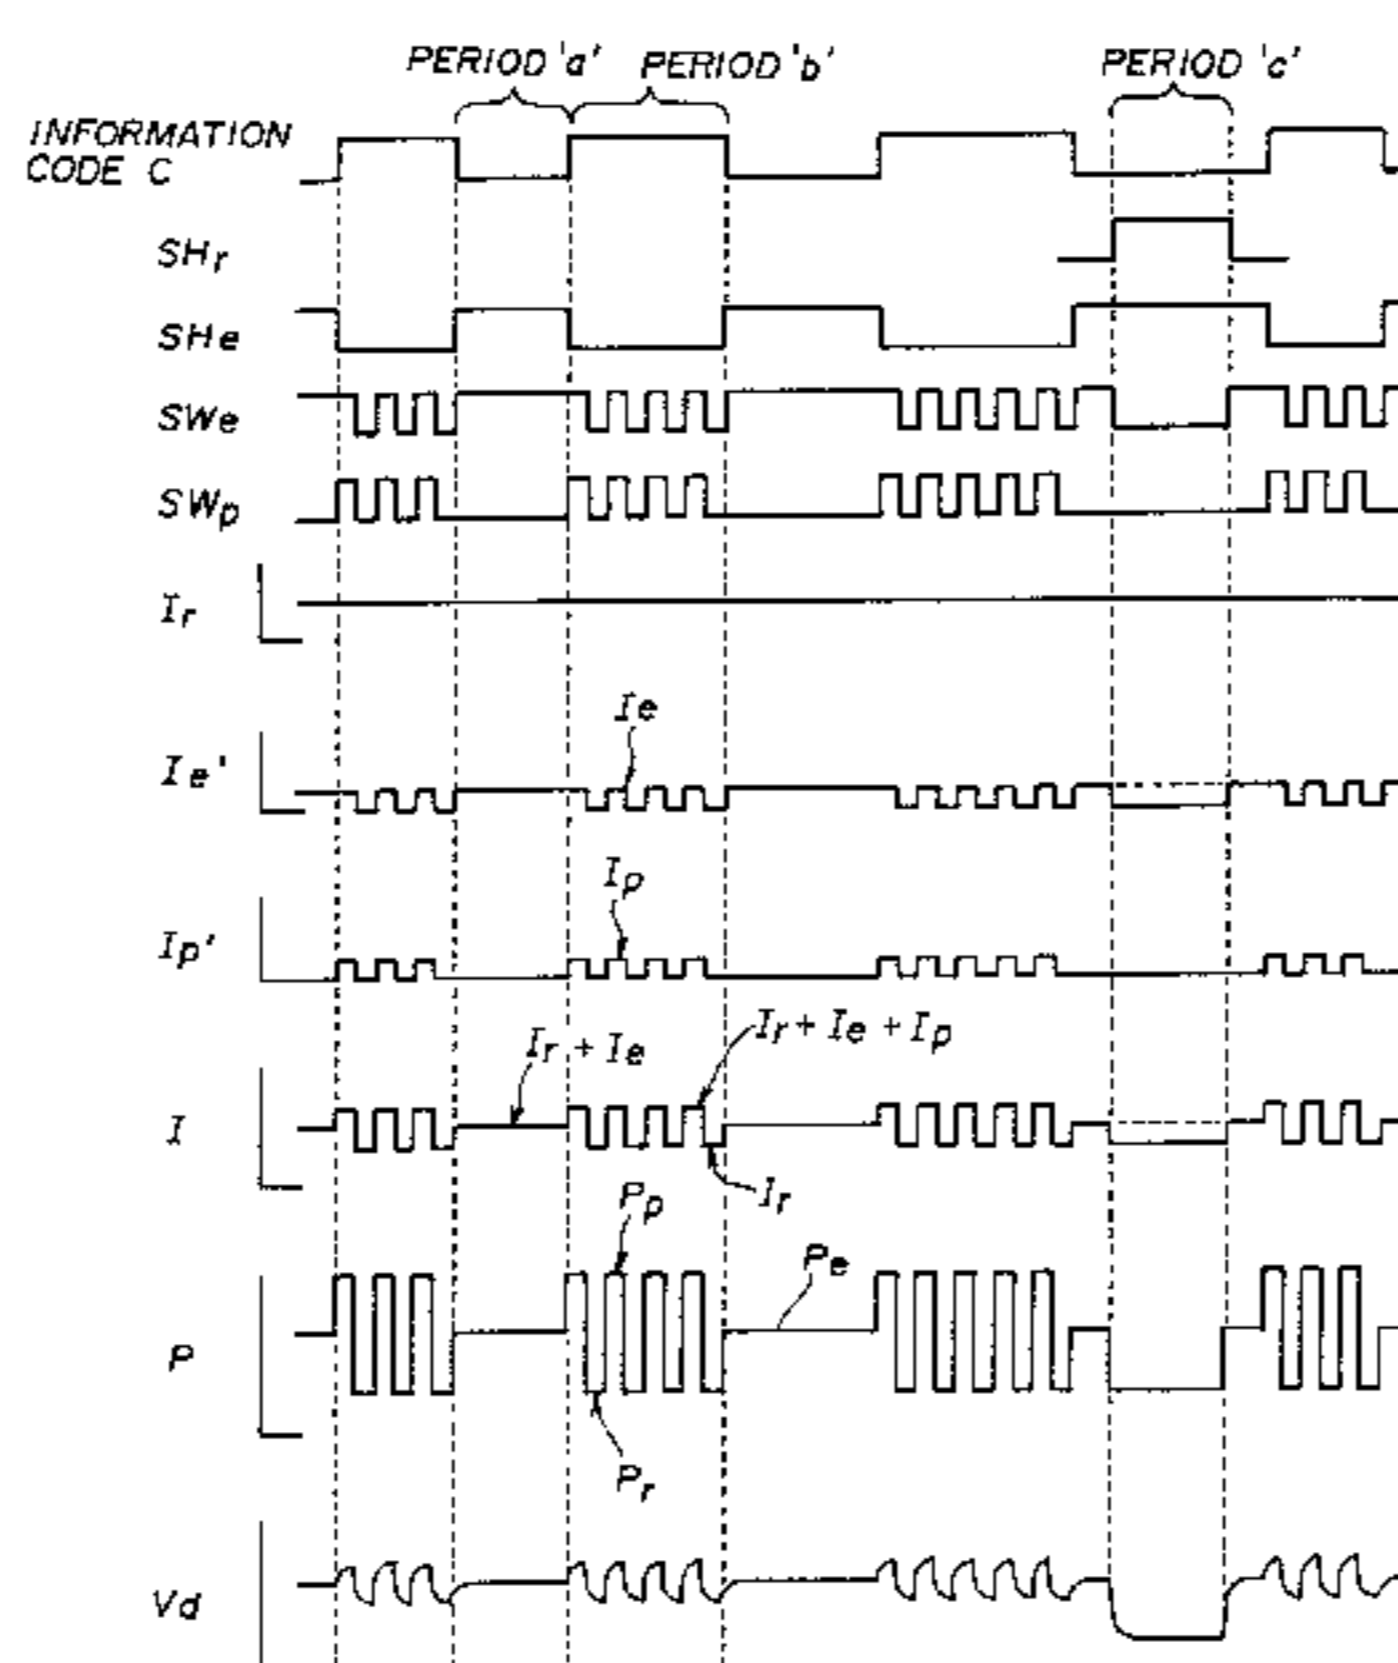 PERIOD 'a' PERIOD 'b' PERIOD 'c'
INFORMATION
CODE C
SHr
SHe
SWe
SWp
Ir
Ie
Ie'
Ip
Ip'
Ir + Ie + Ip
Ir + Ie
I
Ir
Pp
Pe
P
Pr
Vd